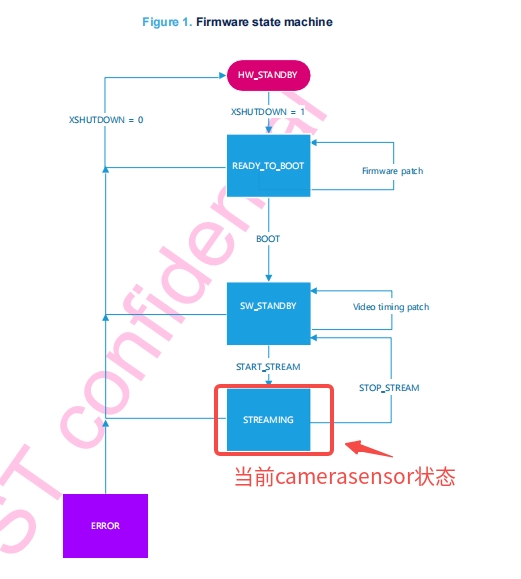 Figure 1. Firmware state machine
HW_STANDBY
XSHUTDOWN = 0
XSHUTDOWN = 1
READY_TO_BOOT
Firmware patch
BOOT
SW_STANDBY
Video timing patch
START_STREAM
STOP_STREAM
STREAMING
当前camerasensor状态
ERROR
ST confidential